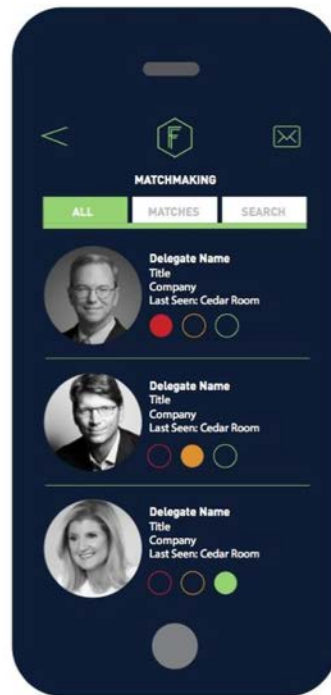 F
MATCHMAKING
ALL
MATCHES
SEARCH
Delegate Name
Title
Company
Last Seen: Cedar Room
Delegate Name
Title
Company
Last Seen: Cedar Room
Delegate Name
Title
Company
Last Seen: Cedar Room